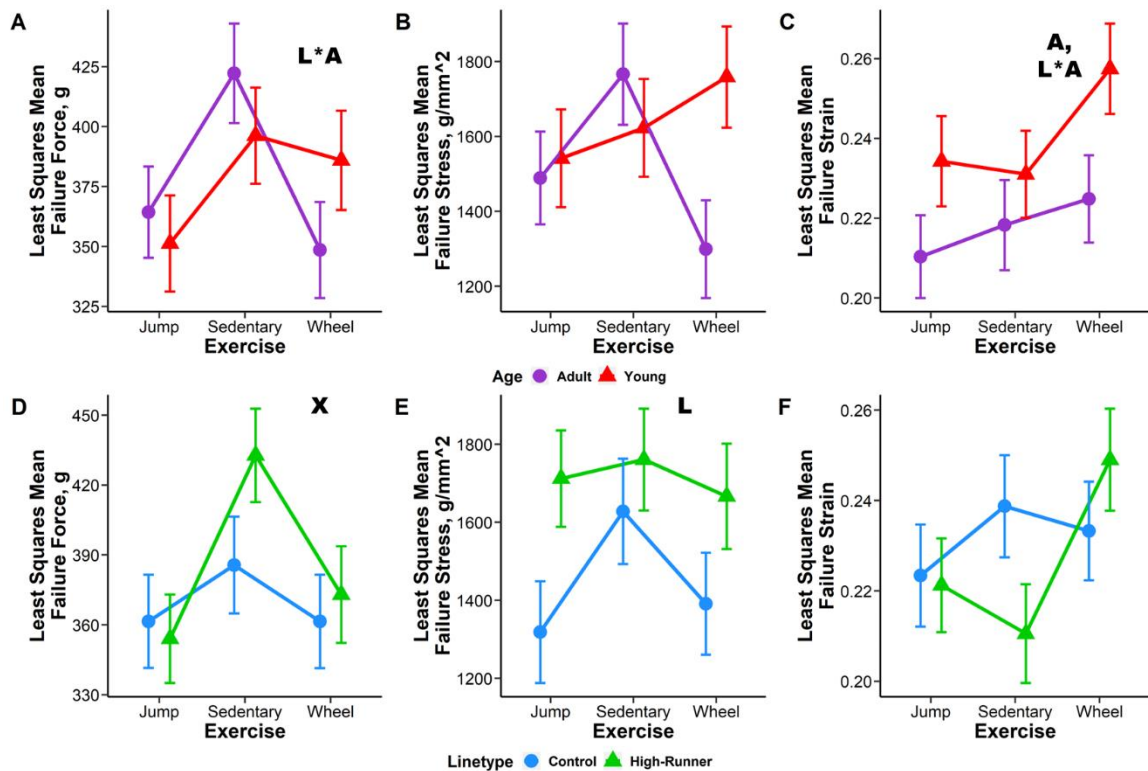 A
L*A
Least Squares Mean
Failure Force, g
425
400
375
350
325
Jump Sedentary Wheel
Exercise
B
Least Squares Mean
Failure Stress, g/mm^2
1800
1600
1400
1200
Jump Sedentary Wheel
Exercise
C
A,
L*A
Least Squares Mean
Failure Strain
0.26
0.24
0.22
0.20
Jump Sedentary Wheel
Exercise
Age Adult Young
D
X
Least Squares Mean
Failure Force, g
450
420
390
360
330
Jump Sedentary Wheel
Exercise
E
L
Least Squares Mean
Failure Stress, g/mm^2
1800
1600
1400
1200
Jump Sedentary Wheel
Exercise
F
Least Squares Mean
Failure Strain
0.26
0.24
0.22
0.20
Jump Sedentary Wheel
Exercise
Linetype Control High-Runner